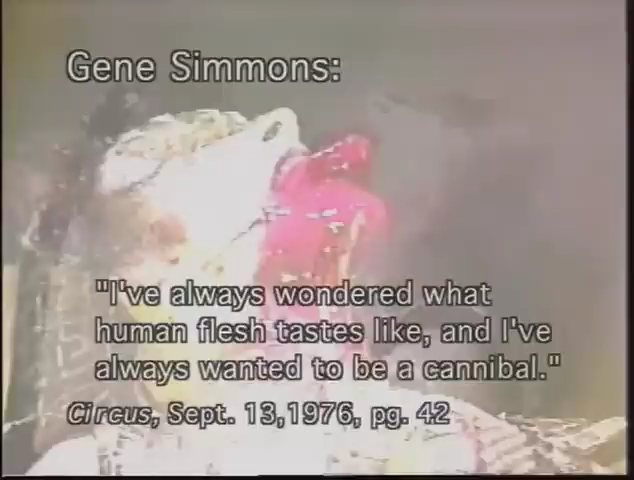 Gene Simmons:
"I've always wondered what
human flesh tastes like, and I've
always wanted to be a cannibal."
Circus, Sept. 13,1976, pg. 42